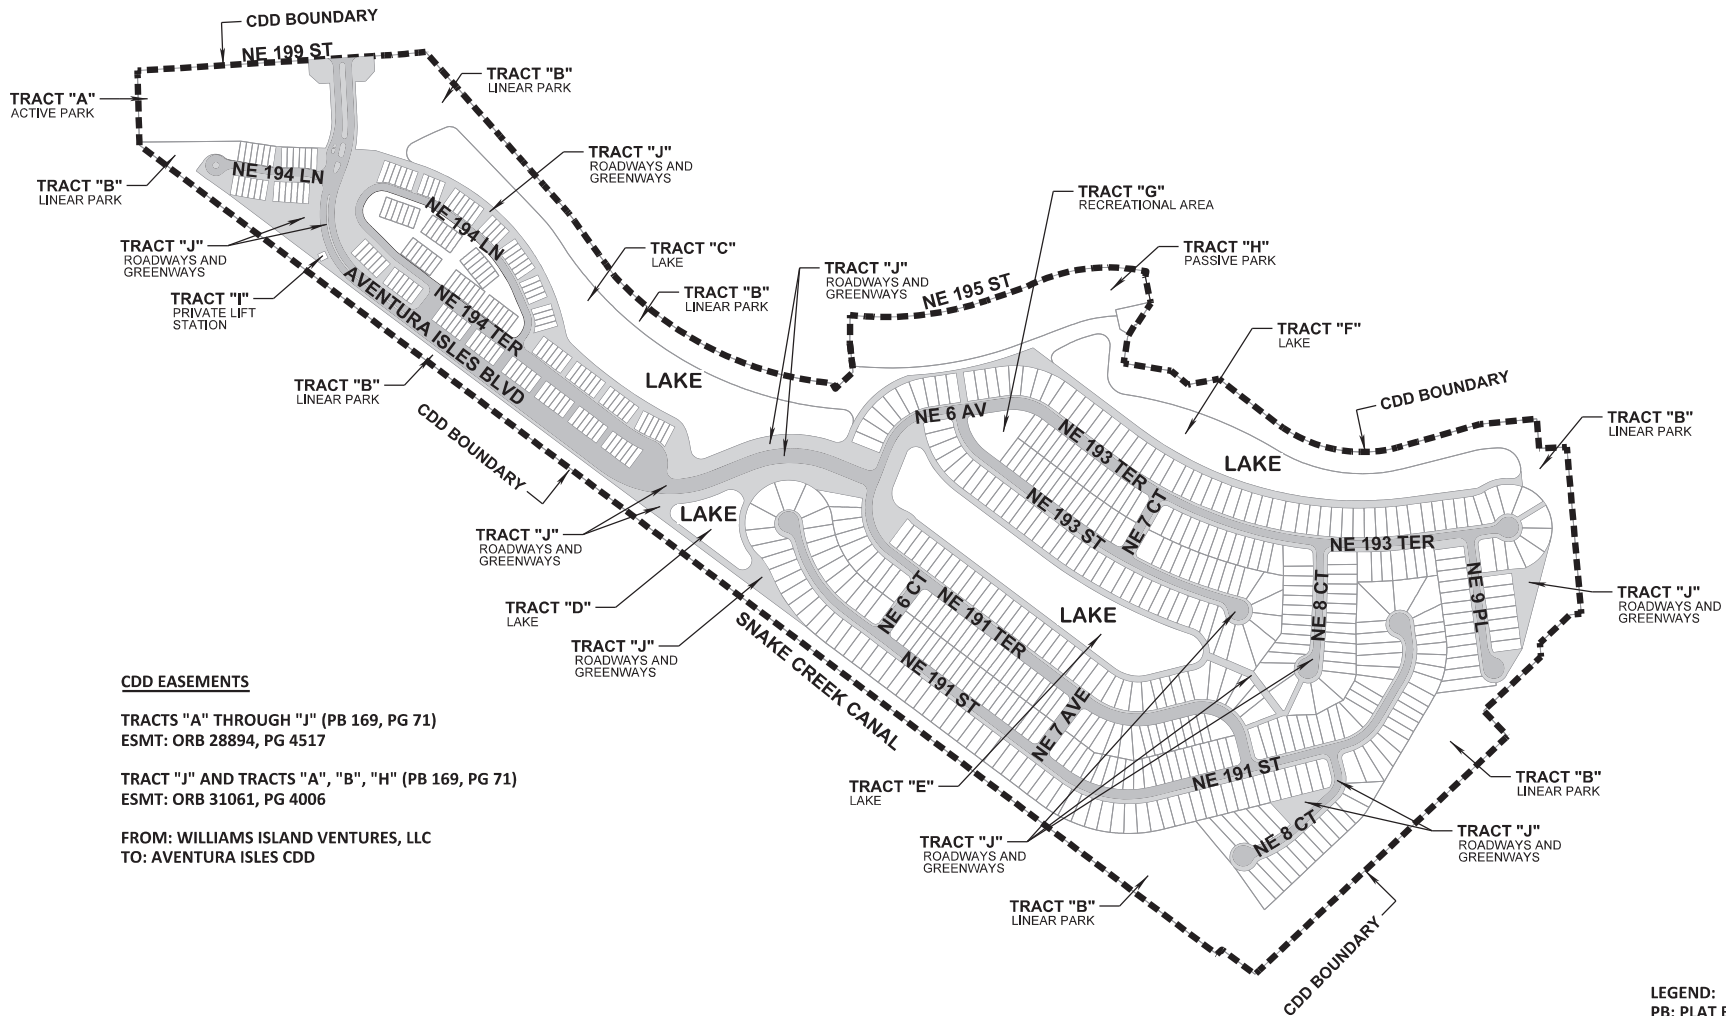 CDD BOUNDARY
NE 199 ST
TRACT "B"
LINEAR PARK
TRACT "A"
ACTIVE PARK
TRACT "J"
ROADWAYS AND
GREENWAYS
NE 194 LN
TRACT "B"
LINEAR PARK
TRACT "G"
RECREATIONAL AREA
NE 194 LN
TRACT "J"
ROADWAYS AND
GREENWAYS
TRACT "C"
LAKE
TRACT "H"
PASSIVE PARK
TRACT "J"
ROADWAYS AND
GREENWAYS
TRACT "I"
PRIVATE LIFT
STATION
TRACT "B"
LINEAR PARK
NE 195 ST
AVENTURA ISLES BLVD
NE 194 TER
TRACT "F"
LAKE
TRACT "B"
LINEAR PARK
LAKE
CDD BOUNDARY
CDD BOUNDARY
NE 6 AV
TRACT "B"
LINEAR PARK
NE 193 TER
LAKE
LAKE
NE 193 ST
NE 7 CT
TRACT "J"
ROADWAYS AND
GREENWAYS
NE 193 TER
TRACT "D"
LAKE
NE 6 CT
NE 191 TER
LAKE
NE 8 CT
NE 9 PL
TRACT "J"
ROADWAYS AND
GREENWAYS
TRACT "J"
ROADWAYS AND
GREENWAYS
SNAKE CREEK CANAL
NE 191 ST
NE 7 AVE
CDD EASEMENTS
TRACTS "A" THROUGH "J" (PB 169, PG 71)
ESMT: ORB 28894, PG 4517
TRACT "J" AND TRACTS "A", "B", "H" (PB 169, PG 71)
ESMT: ORB 31061, PG 4006
FROM: WILLIAMS ISLAND VENTURES, LLC
TO: AVENTURA ISLES CDD
TRACT "E"
LAKE
NE 191 ST
TRACT "B"
LINEAR PARK
TRACT "J"
ROADWAYS AND
GREENWAYS
NE 8 CT
TRACT "J"
ROADWAYS AND
GREENWAYS
TRACT "B"
LINEAR PARK
CDD BOUNDARY
LEGEND:
PB: PLAT